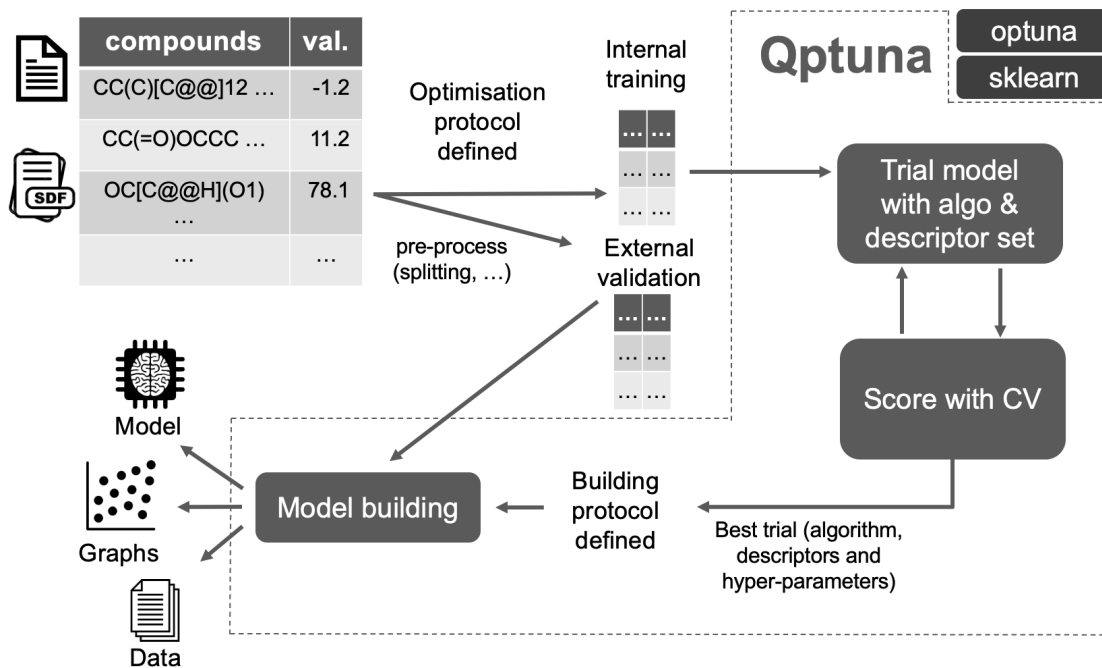 compounds val.
CC(C)[C@@]12 … -1.2
CC(=O)OCCC … 11.2
OC[C@@H](O1) 78.1
…
… …
SDF
Optimisation
protocol
defined
pre-process
(splitting, …)
Internal
training
… …
… …
… …
External
validation
… …
… …
… …
Qptuna
optuna
sklearn
Trial model
with algo &
descriptor set
Score with CV
Best trial (algorithm,
descriptors and
hyper-parameters)
Building
protocol
defined
Model building
Model
Graphs
Data